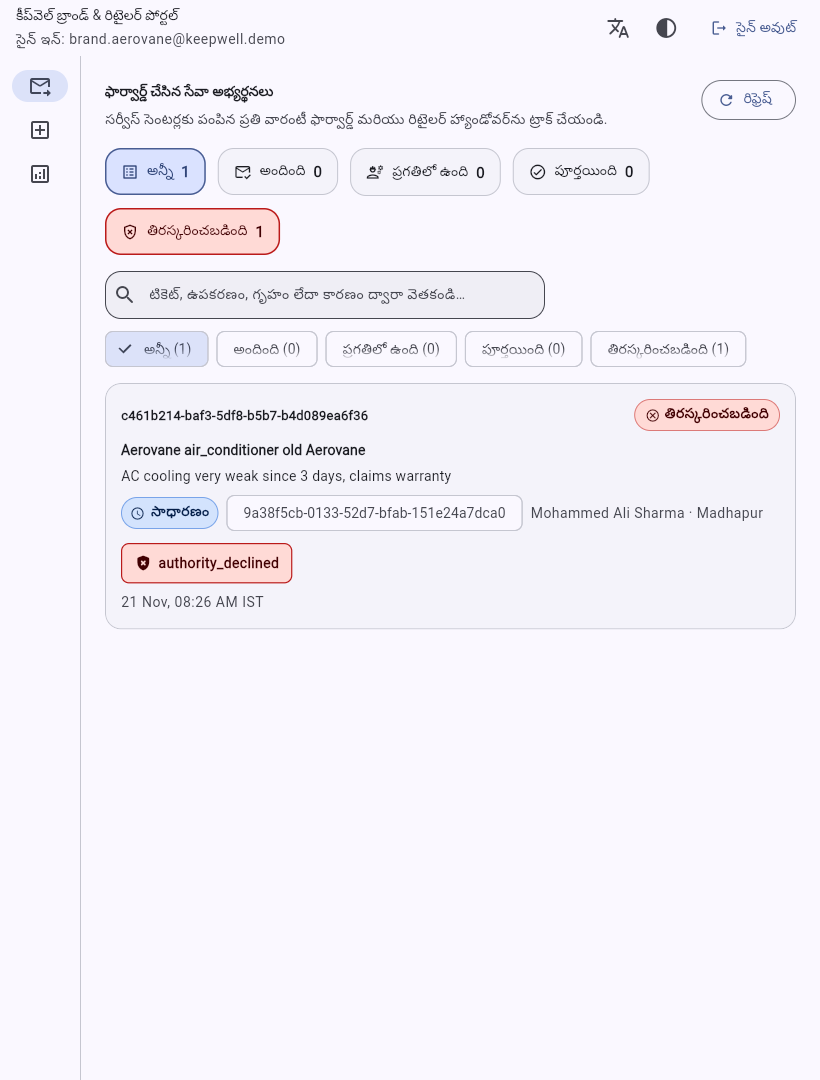 కీప్‌వెల్ బ్రాండ్ & రిటైలర్ పోర్టల్
సైన్ ఇన్: brand.aerovane@keepwell.demo
సైన్ అవుట్
ఫార్వార్డ్ చేసిన సేవా అభ్యర్థనలు
సర్వీస్ సెంటర్లకు పంపిన ప్రతి వారంటీ ఫార్వార్డ్ మరియు రిటైలర్ హ్యాండోవర్‌ను ట్రాక్ చేయండి.
రిఫ్రెష్
అన్నీ 1
అందింది 0
ప్రగతిలో ఉంది 0
పూర్తయింది 0
తిరస్కరించబడింది 1
టికెట్, ఉపకరణం, గృహం లేదా కారణం ద్వారా వెతకండి...
అన్నీ (1)
అందింది (0)
ప్రగతిలో ఉంది (0)
పూర్తయింది (0)
తిరస్కరించబడింది (1)
c461b214-baf3-5df8-b5b7-b4d089ea6f36
తిరస్కరించబడింది
Aerovane air_conditioner old Aerovane
AC cooling very weak since 3 days, claims warranty
సాధారణం
9a38f5cb-0133-52d7-bfab-151e24a7dca0
Mohammed Ali Sharma · Madhapur
authority_declined
21 Nov, 08:26 AM IST